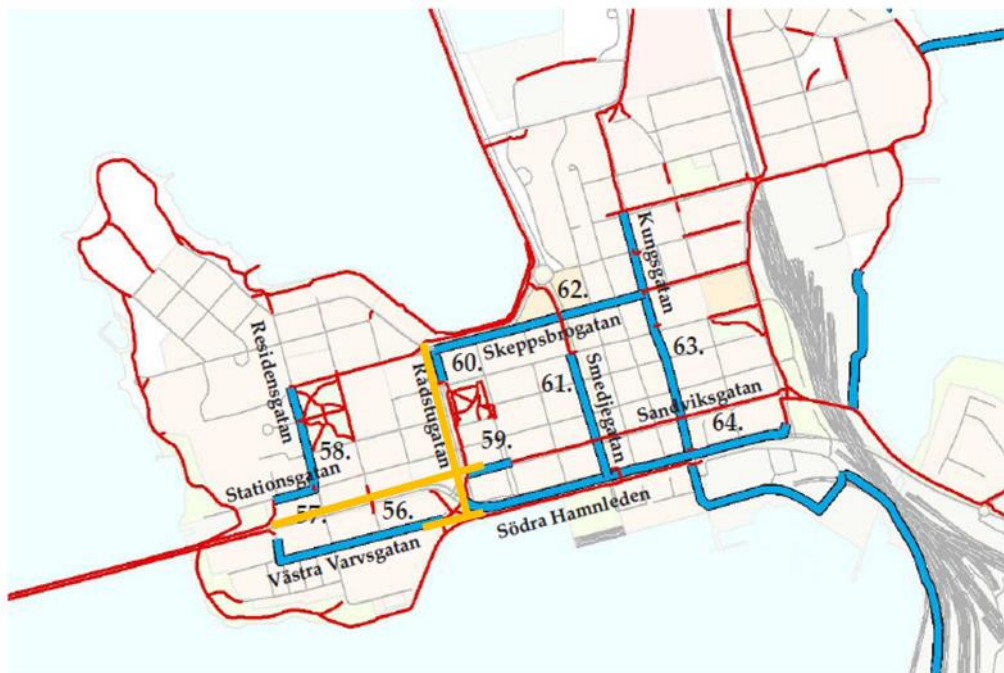 Kungsgatan
62.
Skeppsbrogatan
Residensgatan
60.
Rådstugatan
61.
Smedjegatan
63.
Sandviksgatan
64.
59.
58.
Stationsgatan
57.
56.
Södra Hamnleden
Västra Varvsgatan